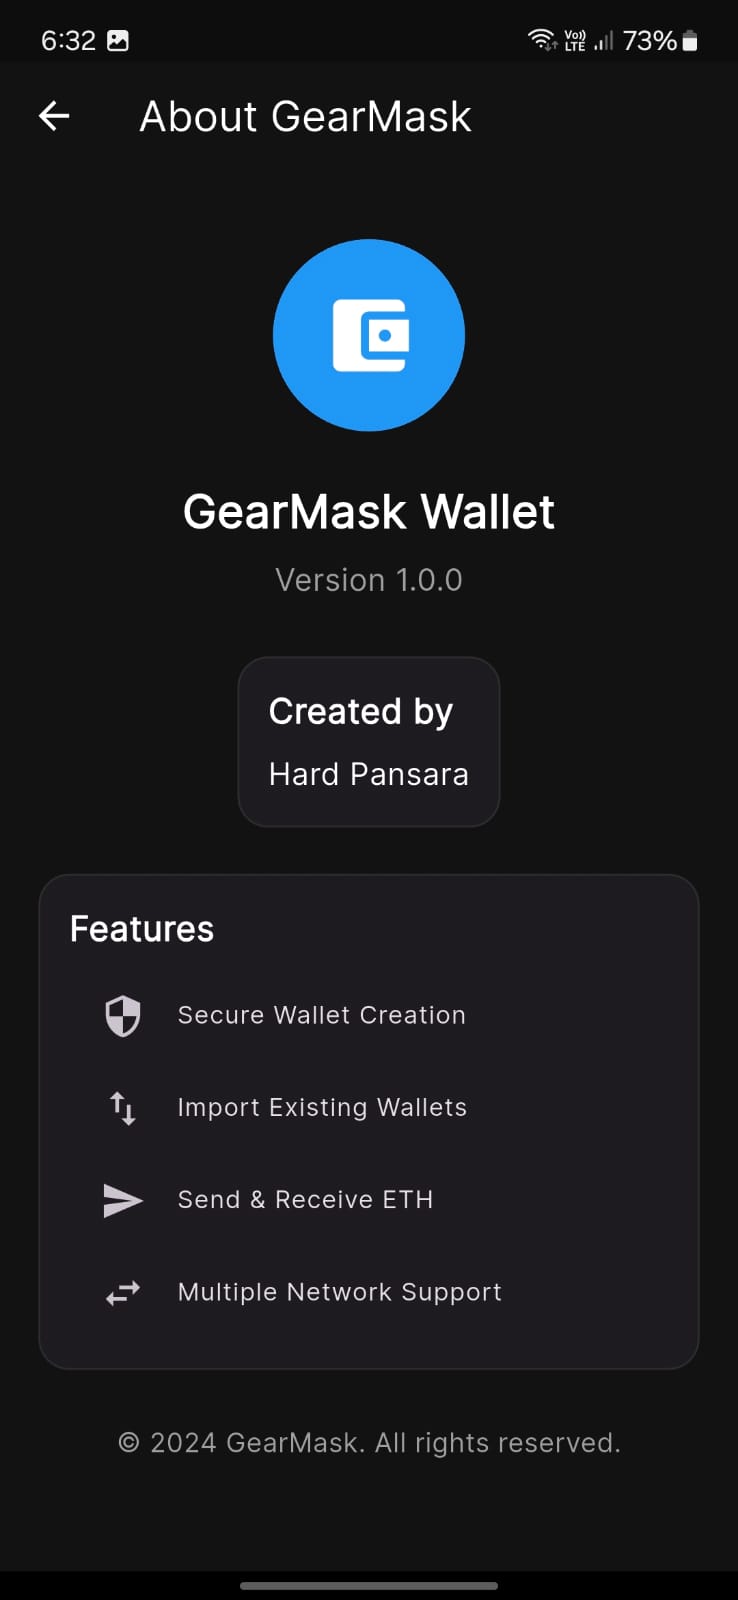 6:32
Vo))
LTE
73%
About GearMask
GearMask Wallet
Version 1.0.0
Created by
Hard Pansara
Features
Secure Wallet Creation
Import Existing Wallets
Send & Receive ETH
Multiple Network Support
© 2024 GearMask. All rights reserved.